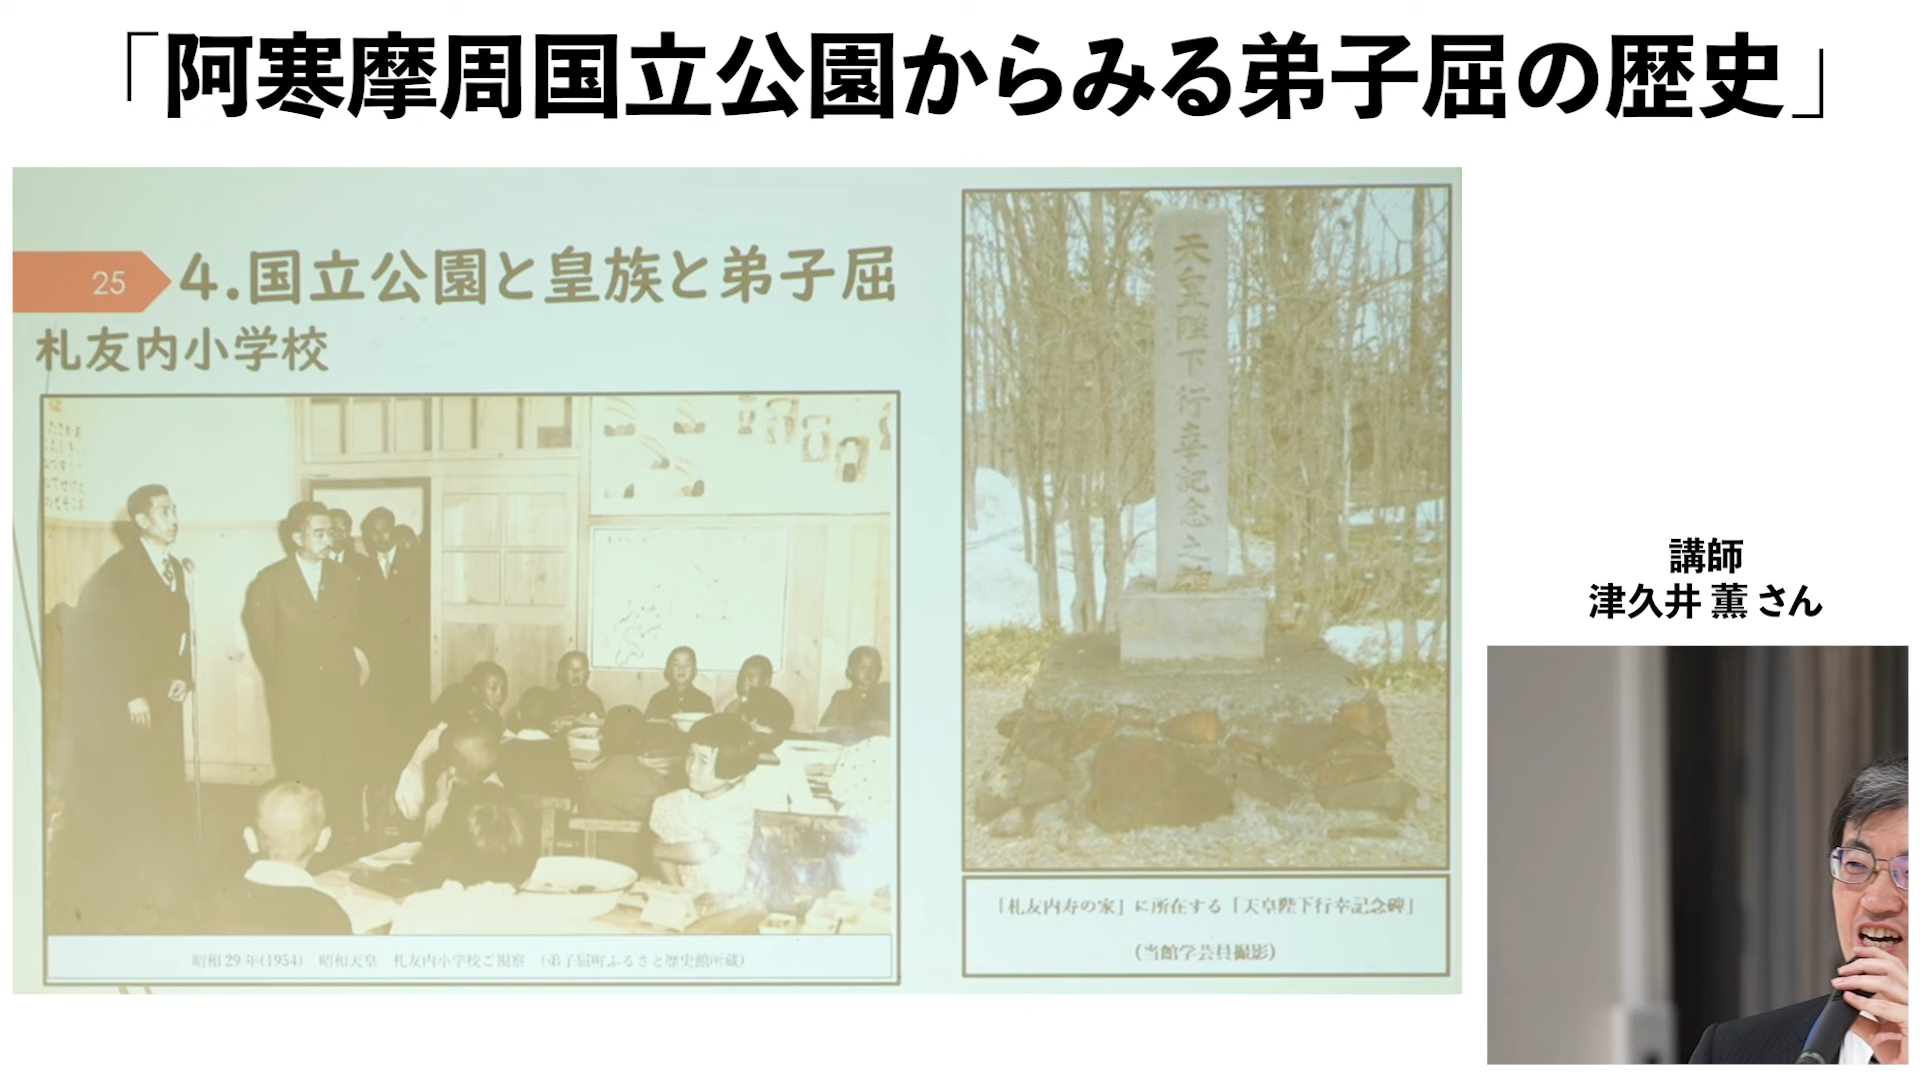 「阿寒摩周国立公園からみる弟子屈の歴史」
25
4.国立公園と皇族と弟子屈
札友内小学校
昭和29年(1954) 昭和天皇 札友内小学校ご視察 (弟子屈町ふるさと歴史館所蔵)
天皇陛下行幸記念之碑
「札友内寿の家」に所在する「天皇陛下行幸記念碑」
(当館学芸員撮影)
講師
津久井 薫 さん